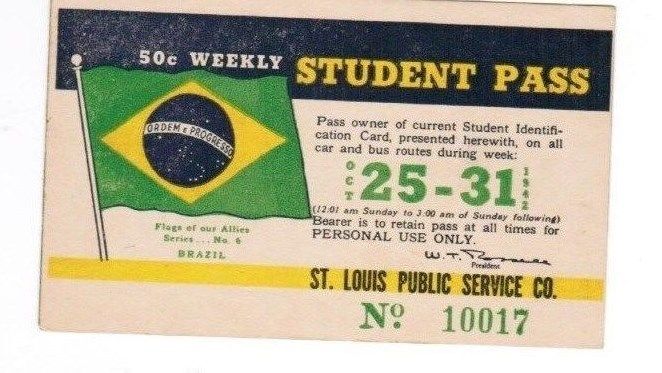 50c WEEKLY STUDENT PASS
ORDEM E PROGRESSO
Pass owner of current Student Identifi-
cation Card, presented herewith, on all
car and bus routes during week:
OCT 25-31 1942
(12:01 am Sunday to 3:00 am of Sunday following)
Bearer is to retain pass at all times for
PERSONAL USE ONLY.
Flags of our Allies
Series . . . . No. 6
BRAZIL
W. T.
President
ST. LOUIS PUBLIC SERVICE CO.
No 10017